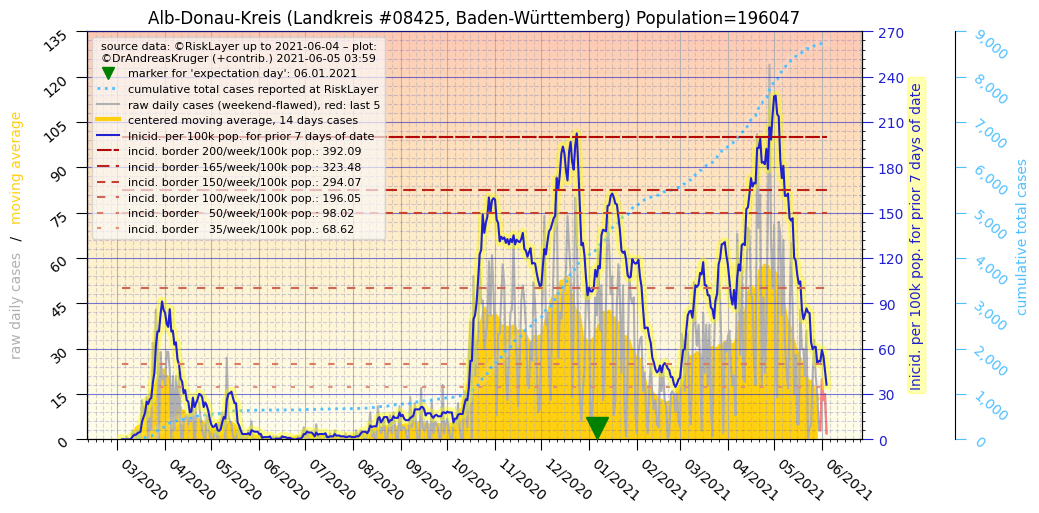 Alb-Donau-Kreis (Landkreis #08425, Baden-Württemberg) Population=196047
source data: ©RiskLayer up to 2021-06-04 – plot:
©DrAndreasKruger (+contrib.) 2021-06-05 03:59
marker for 'expectation day': 06.01.2021
cumulative total cases reported at RiskLayer
raw daily cases (weekend-flawed), red: last 5
centered moving average, 14 days cases
Inicid. per 100k pop. for prior 7 days of date
incid. border 200/week/100k pop.: 392.09
incid. border 165/week/100k pop.: 323.48
incid. border 150/week/100k pop.: 294.07
incid. border 100/week/100k pop.: 196.05
incid. border 50/week/100k pop.: 98.02
incid. border 35/week/100k pop.: 68.62
raw daily cases / moving average
135
120
105
90
75
60
45
30
15
0
270
240
210
180
150
120
90
60
30
0
Inicid. per 100k pop. for prior 7 days of date
9,000
8,000
7,000
6,000
5,000
4,000
3,000
2,000
1,000
0
cumulative total cases
03/2020
04/2020
05/2020
06/2020
07/2020
08/2020
09/2020
10/2020
11/2020
12/2020
01/2021
02/2021
03/2021
04/2021
05/2021
06/2021